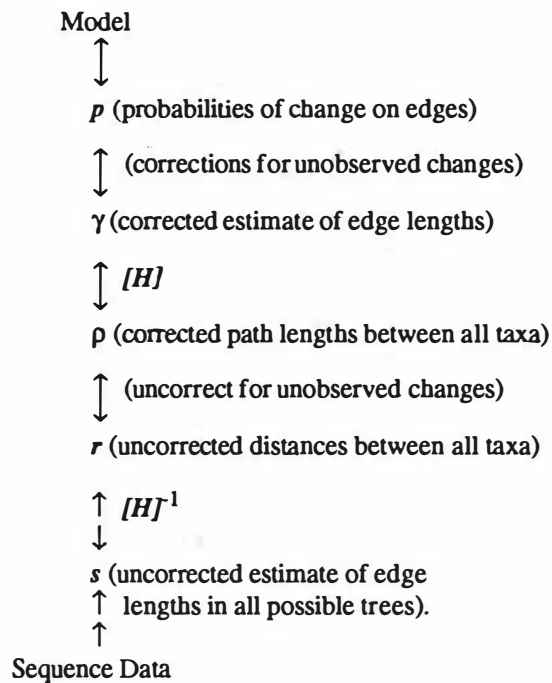 Model
p (probabilities of change on edges)
(corrections for unobserved changes)
γ (corrected estimate of edge lengths)
[H]
ρ (corrected path lengths between all taxa)
(uncorrect for unobserved changes)
r (uncorrected distances between all taxa)
[H]-1
s (uncorrected estimate of edge
lengths in all possible trees).
Sequence Data